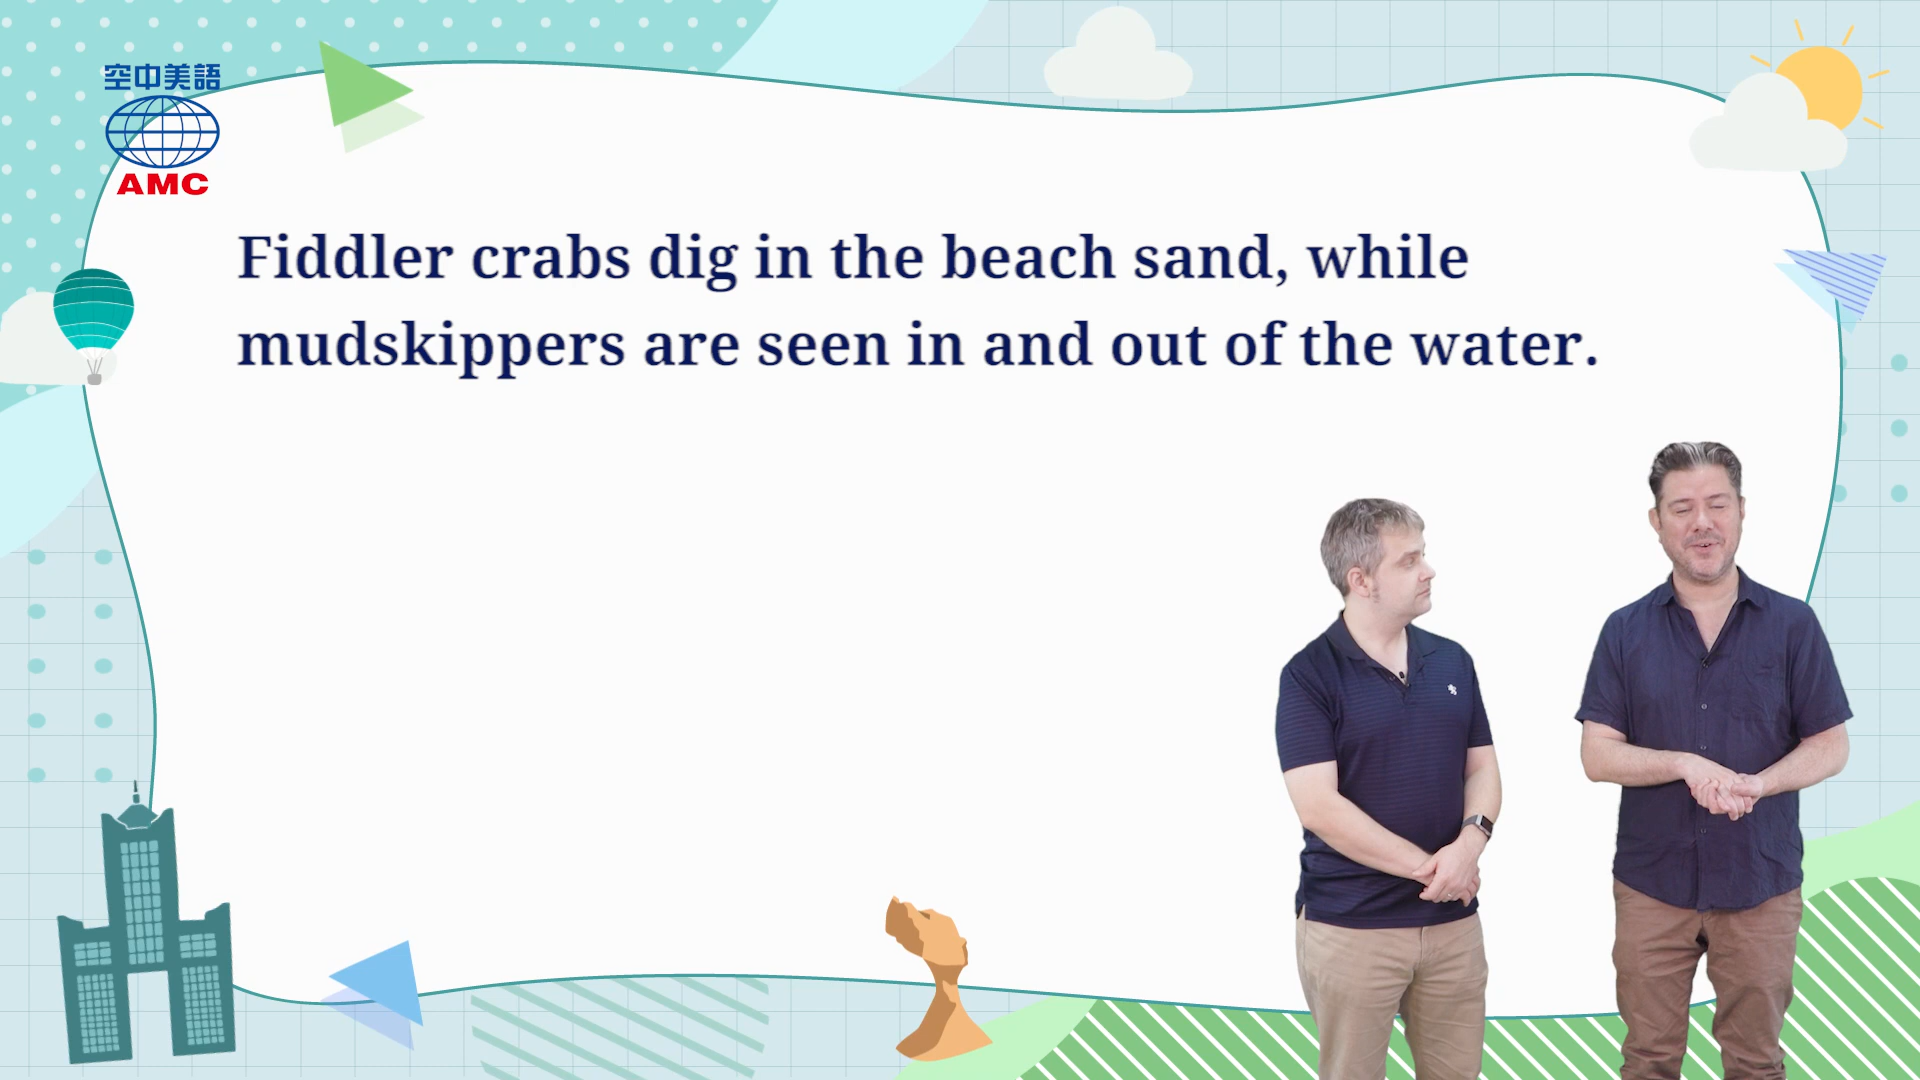 空中美語
AMC
Fiddler crabs dig in the beach sand, while
mudskippers are seen in and out of the water.